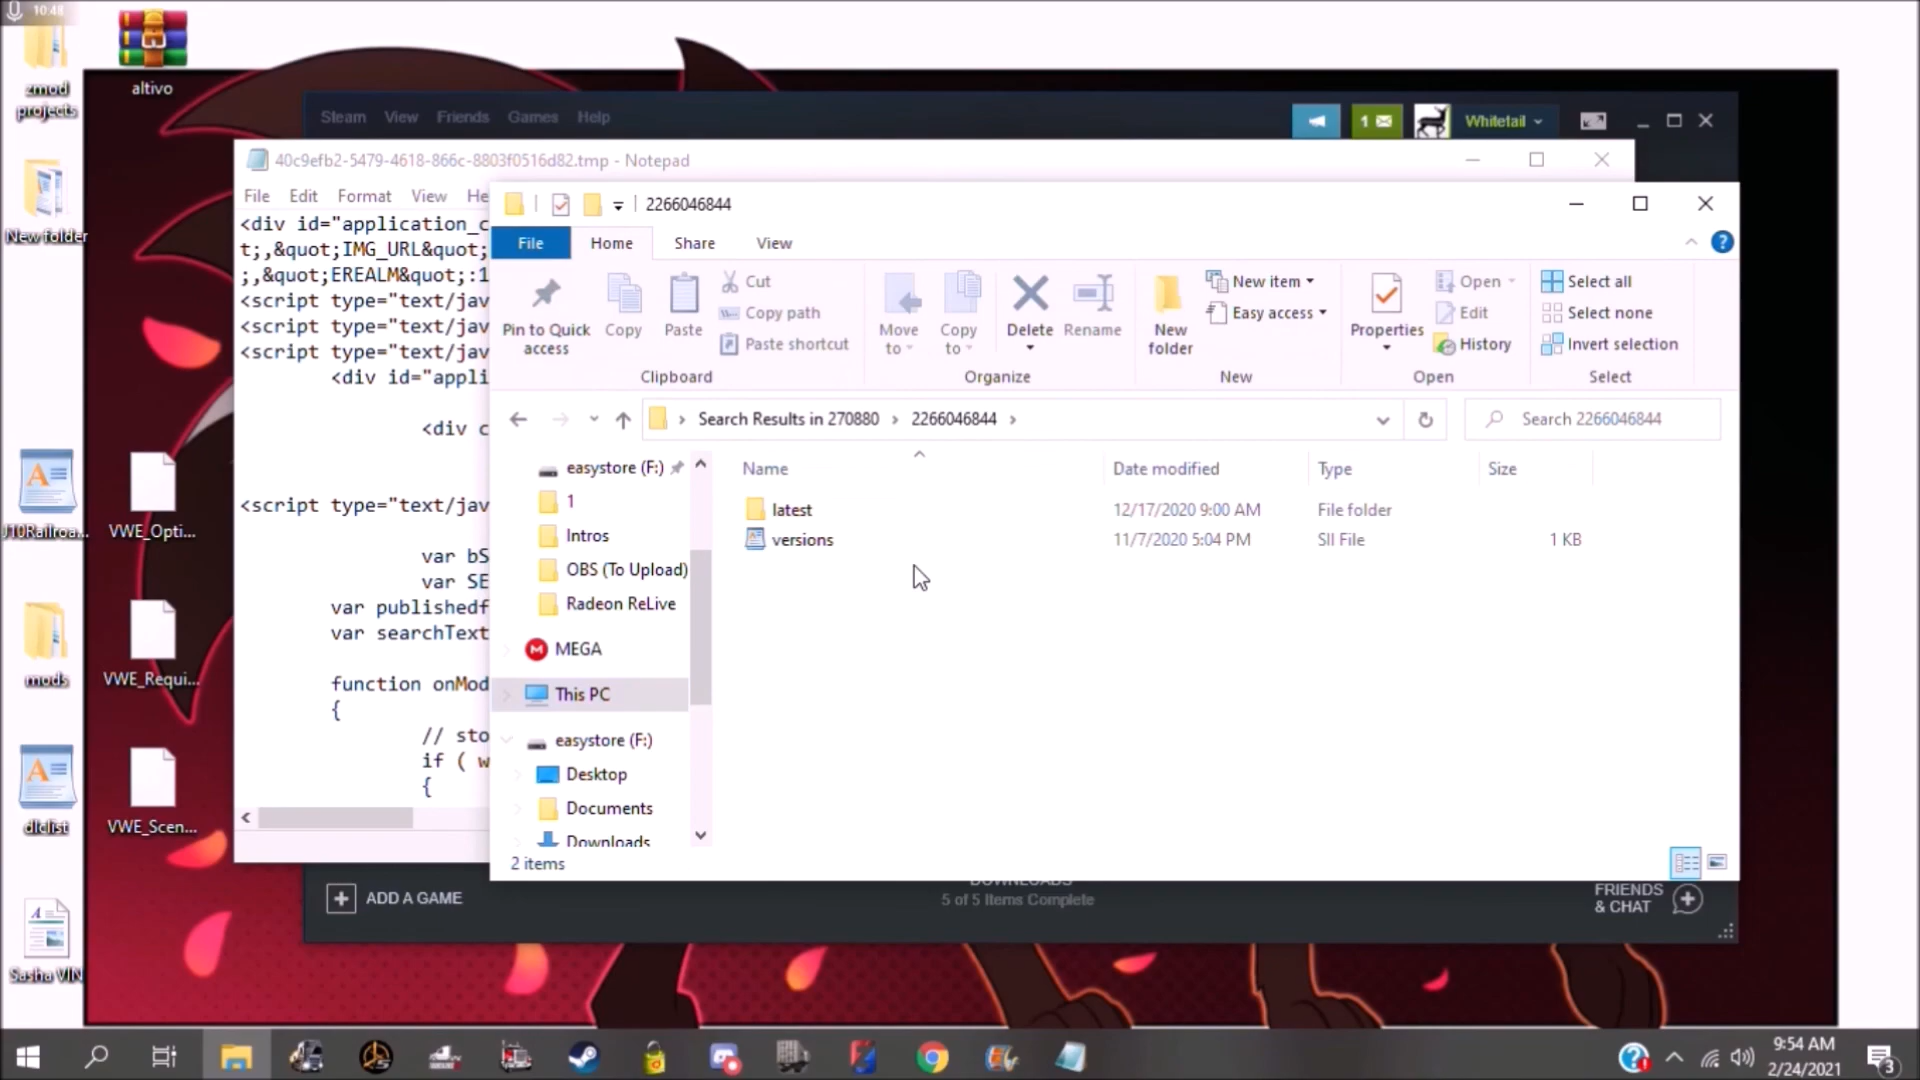 10:48
zmod
projects
altivo
New folder
J10Railroa...
VWE_Opti...
VWE_Requi...
mods
dlclist
VWE_Scen...
Sasha VIN
Steam View Friends Games Help
1
Whitetail
40c9efb2-5479-4618-866c-8803f0516d82.tmp - Notepad
File Edit Format View He
<div id="application_c
t;,&quot;IMG_URL&quot;
;,&quot;EREALM&quot;:1
<script type="text/jav
<script type="text/jav
<script type="text/jav
<div id="appli
<div c
<script type="text/jav
var bS
var SE
var publishedf
var searchText
function onMod
{
// sto
if ( w
{
2266046844
File Home Share View
Pin to Quick
access
Copy
Paste
Cut
Copy path
Paste shortcut
Clipboard
Move
to
Copy
to
Delete
Rename
Organize
New
folder
New item
Easy access
New
Properties
Open
Edit
History
Open
Select all
Select none
Invert selection
Select
Search Results in 270880 > 2266046844 >
Search 2266046844
easystore (F:)
1
Intros
OBS (To Upload)
Radeon ReLive
MEGA
This PC
easystore (F:)
Desktop
Documents
Downloads
Name Date modified Type Size
latest 12/17/2020 9:00 AM File folder
versions 11/7/2020 5:04 PM SII File 1 KB
2 items
ADD A GAME
DOWNLOADS
5 of 5 Items Complete
FRIENDS
& CHAT
9:54 AM
2/24/2021
3